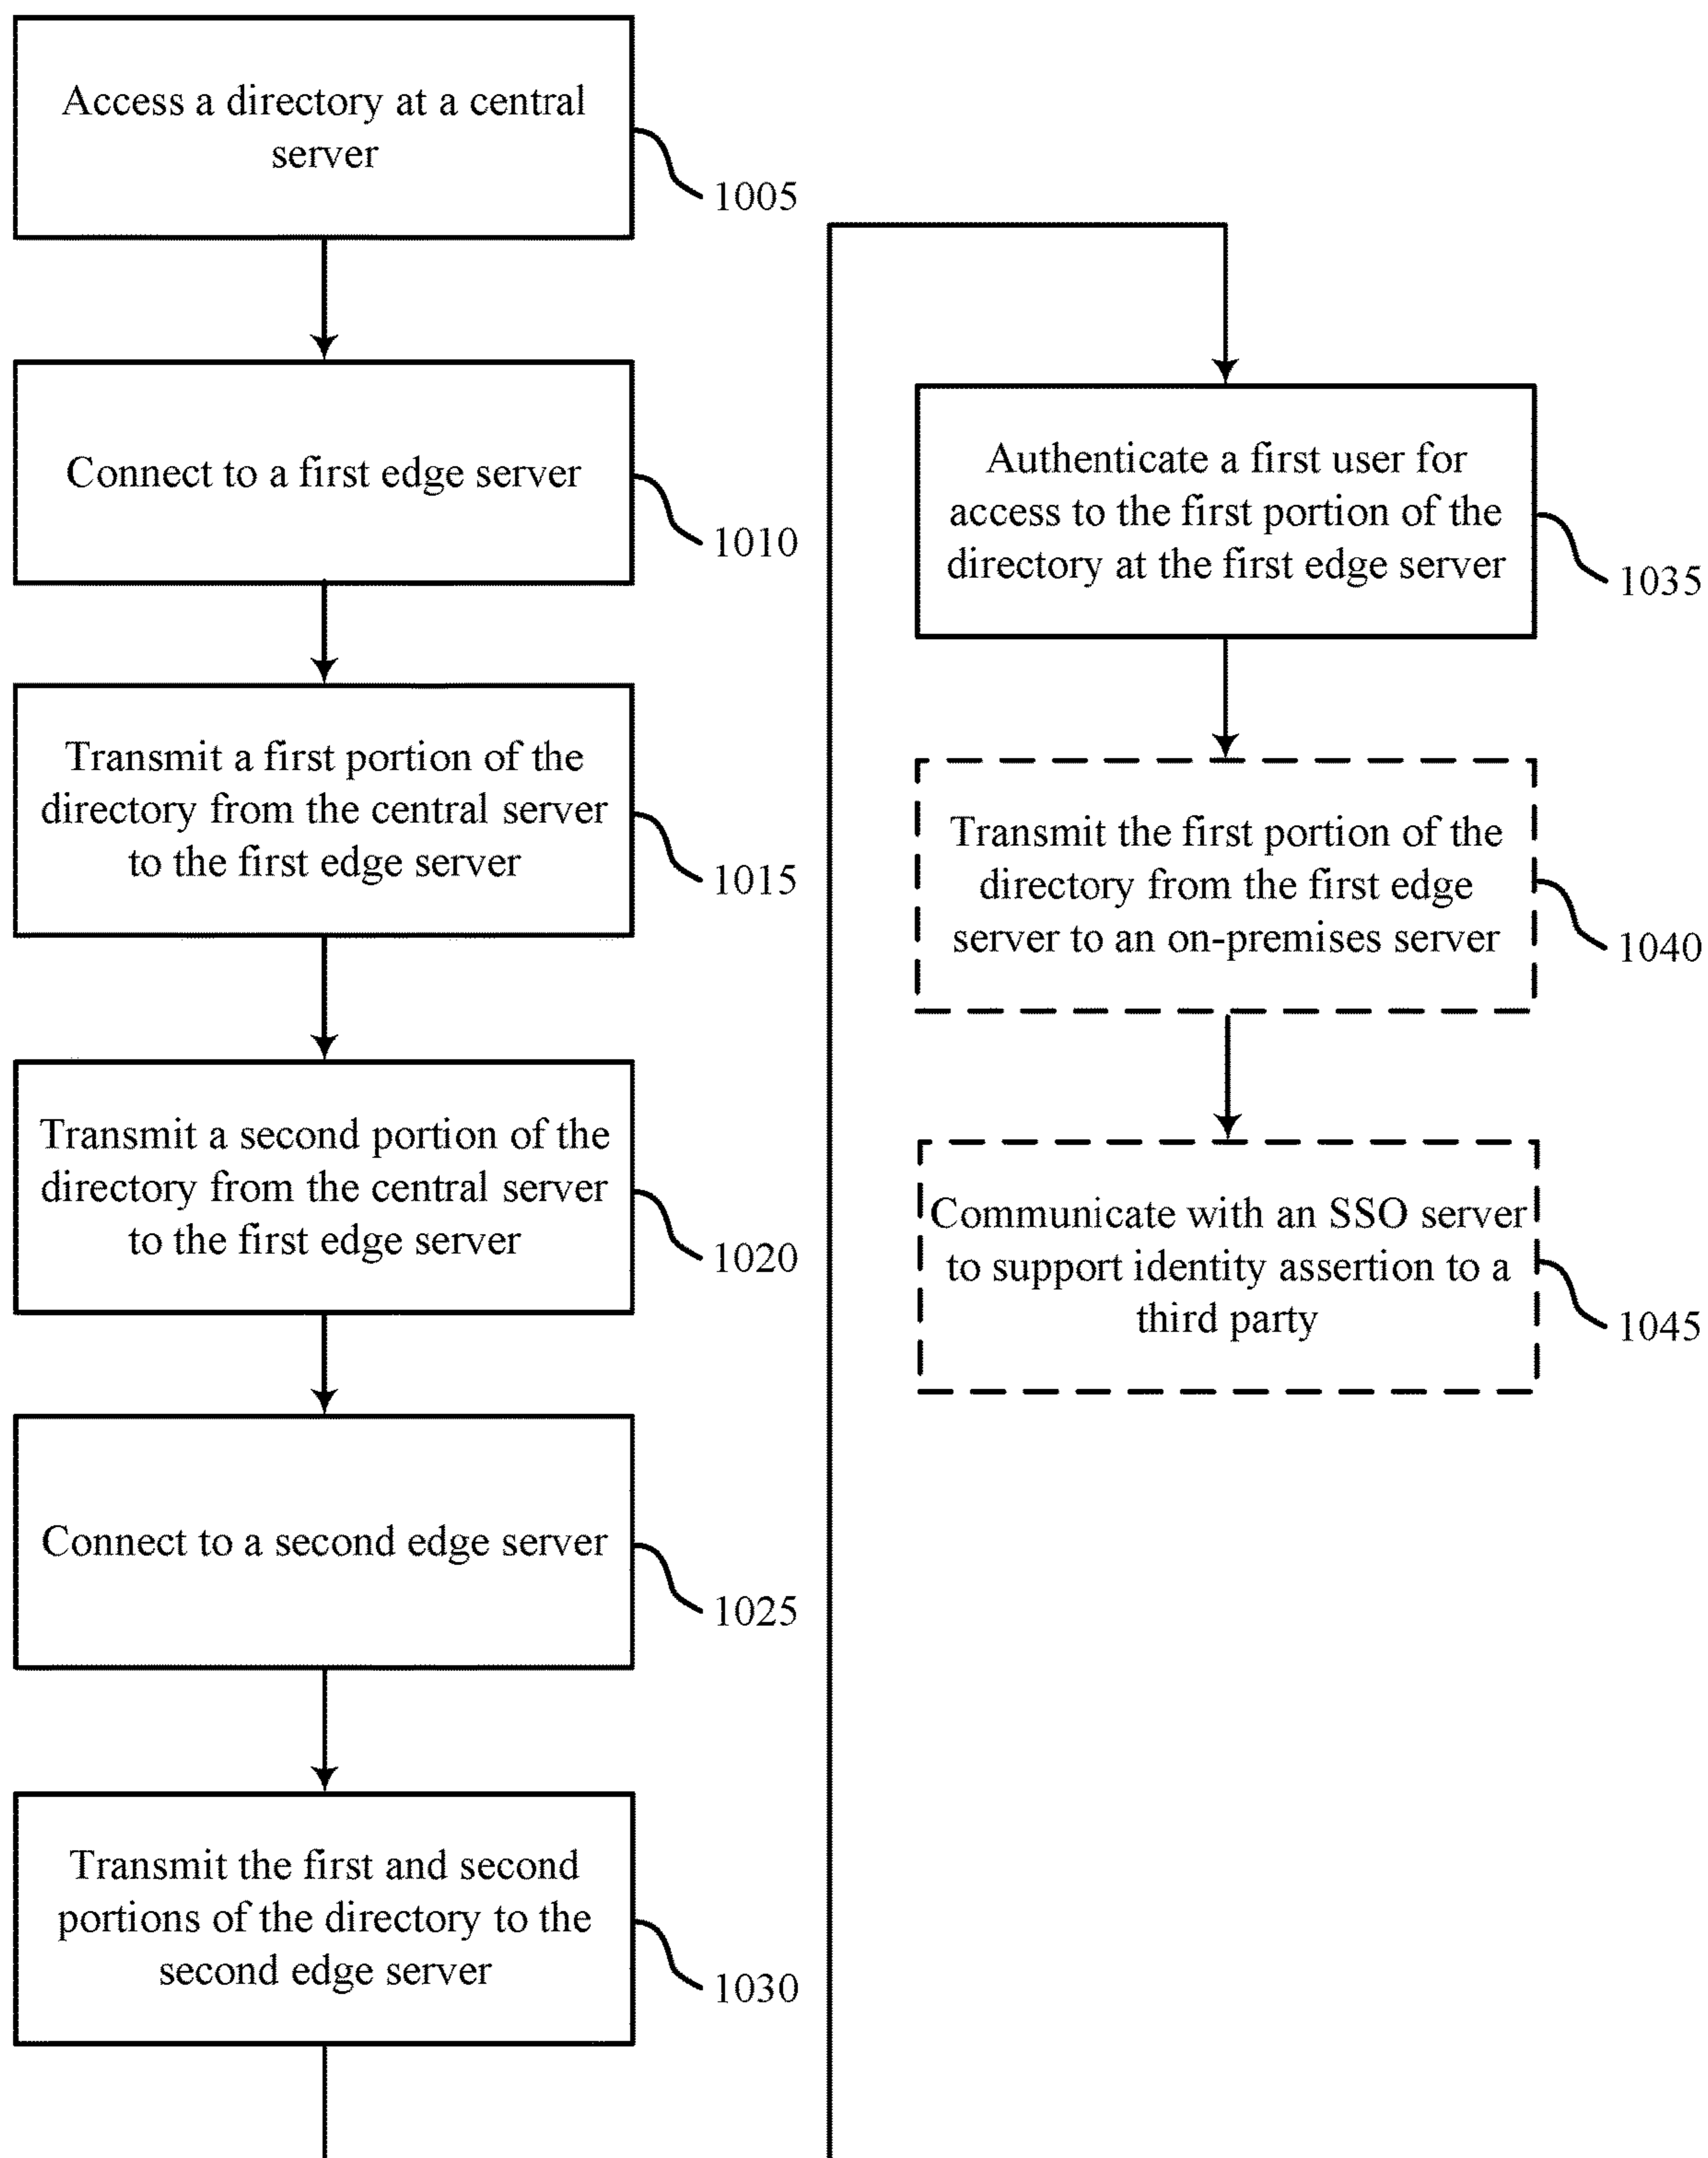 Access a directory at a central
server
1005
Connect to a first edge server
1010
Transmit a first portion of the
directory from the central server
to the first edge server
1015
Transmit a second portion of the
directory from the central server
to the first edge server
1020
Connect to a second edge server
1025
Transmit the first and second
portions of the directory to the
second edge server
1030
Authenticate a first user for
access to the first portion of the
directory at the first edge server
1035
Transmit the first portion of the
directory from the first edge
server to an on-premises server
1040
Communicate with an SSO server
to support identity assertion to a
third party
1045